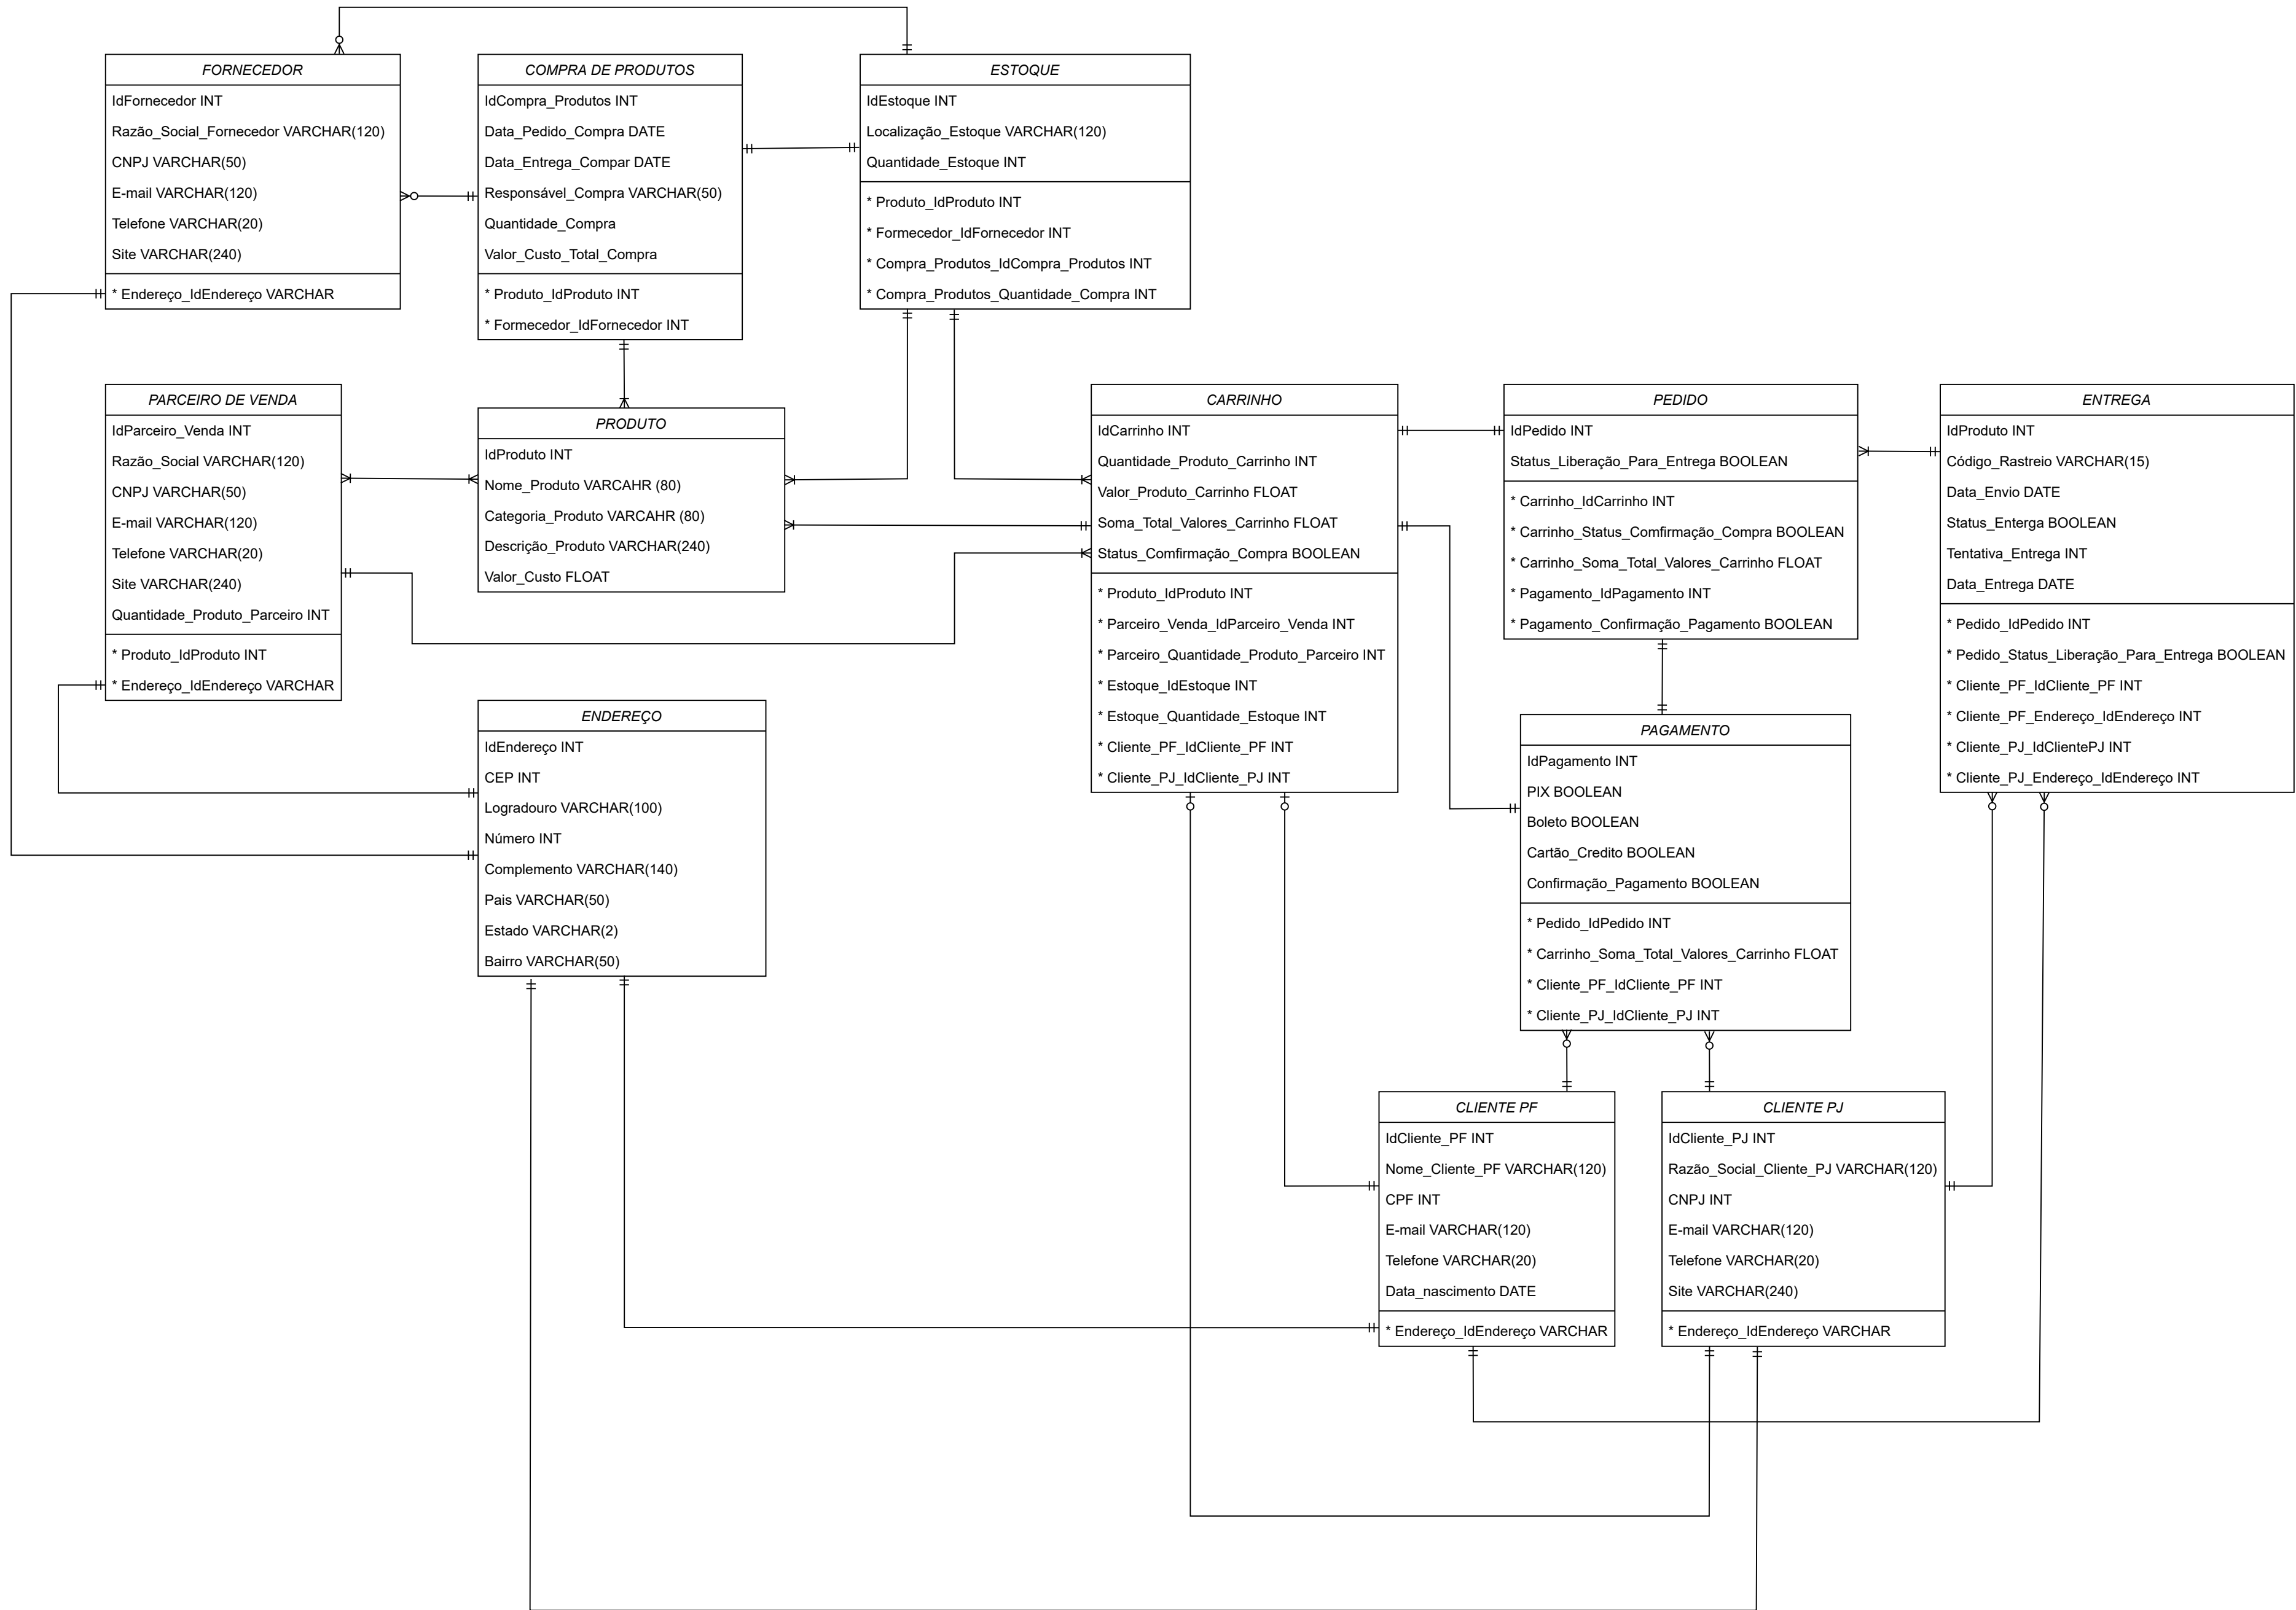 FORNECEDOR
IdFornecedor INT
Razão_Social_Fornecedor VARCHAR(120)
CNPJ VARCHAR(50)
E-mail VARCHAR(120)
Telefone VARCHAR(20)
Site VARCHAR(240)
* Endereço_IdEndereço VARCHAR
COMPRA DE PRODUTOS
IdCompra_Produtos INT
Data_Pedido_Compra DATE
Data_Entrega_Compar DATE
Responsável_Compra VARCHAR(50)
Quantidade_Compra
Valor_Custo_Total_Compra
* Produto_IdProduto INT
* Formecedor_IdFornecedor INT
ESTOQUE
IdEstoque INT
Localização_Estoque VARCHAR(120)
Quantidade_Estoque INT
* Produto_IdProduto INT
* Formecedor_IdFornecedor INT
* Compra_Produtos_IdCompra_Produtos INT
* Compra_Produtos_Quantidade_Compra INT
PARCEIRO DE VENDA
IdParceiro_Venda INT
Razão_Social VARCHAR(120)
CNPJ VARCHAR(50)
E-mail VARCHAR(120)
Telefone VARCHAR(20)
Site VARCHAR(240)
Quantidade_Produto_Parceiro INT
* Produto_IdProduto INT
* Endereço_IdEndereço VARCHAR
PRODUTO
IdProduto INT
Nome_Produto VARCAHR (80)
Categoria_Produto VARCAHR (80)
Descrição_Produto VARCHAR(240)
Valor_Custo FLOAT
CARRINHO
IdCarrinho INT
Quantidade_Produto_Carrinho INT
Valor_Produto_Carrinho FLOAT
Soma_Total_Valores_Carrinho FLOAT
Status_Comfirmação_Compra BOOLEAN
* Produto_IdProduto INT
* Parceiro_Venda_IdParceiro_Venda INT
* Parceiro_Quantidade_Produto_Parceiro INT
* Estoque_IdEstoque INT
* Estoque_Quantidade_Estoque INT
* Cliente_PF_IdCliente_PF INT
* Cliente_PJ_IdCliente_PJ INT
PEDIDO
IdPedido INT
Status_Liberação_Para_Entrega BOOLEAN
* Carrinho_IdCarrinho INT
* Carrinho_Status_Comfirmação_Compra BOOLEAN
* Carrinho_Soma_Total_Valores_Carrinho FLOAT
* Pagamento_IdPagamento INT
* Pagamento_Confirmação_Pagamento BOOLEAN
ENTREGA
IdProduto INT
Código_Rastreio VARCHAR(15)
Data_Envio DATE
Status_Enterga BOOLEAN
Tentativa_Entrega INT
Data_Entrega DATE
* Pedido_IdPedido INT
* Pedido_Status_Liberação_Para_Entrega BOOLEAN
* Cliente_PF_IdCliente_PF INT
* Cliente_PF_Endereço_IdEndereço INT
* Cliente_PJ_IdClientePJ INT
* Cliente_PJ_Endereço_IdEndereço INT
ENDEREÇO
IdEndereço INT
CEP INT
Logradouro VARCHAR(100)
Número INT
Complemento VARCHAR(140)
Pais VARCHAR(50)
Estado VARCHAR(2)
Bairro VARCHAR(50)
PAGAMENTO
IdPagamento INT
PIX BOOLEAN
Boleto BOOLEAN
Cartão_Credito BOOLEAN
Confirmação_Pagamento BOOLEAN
* Pedido_IdPedido INT
* Carrinho_Soma_Total_Valores_Carrinho FLOAT
* Cliente_PF_IdCliente_PF INT
* Cliente_PJ_IdCliente_PJ INT
CLIENTE PF
IdCliente_PF INT
Nome_Cliente_PF VARCHAR(120)
CPF INT
E-mail VARCHAR(120)
Telefone VARCHAR(20)
Data_nascimento DATE
* Endereço_IdEndereço VARCHAR
CLIENTE PJ
IdCliente_PJ INT
Razão_Social_Cliente_PJ VARCHAR(120)
CNPJ INT
E-mail VARCHAR(120)
Telefone VARCHAR(20)
Site VARCHAR(240)
* Endereço_IdEndereço VARCHAR